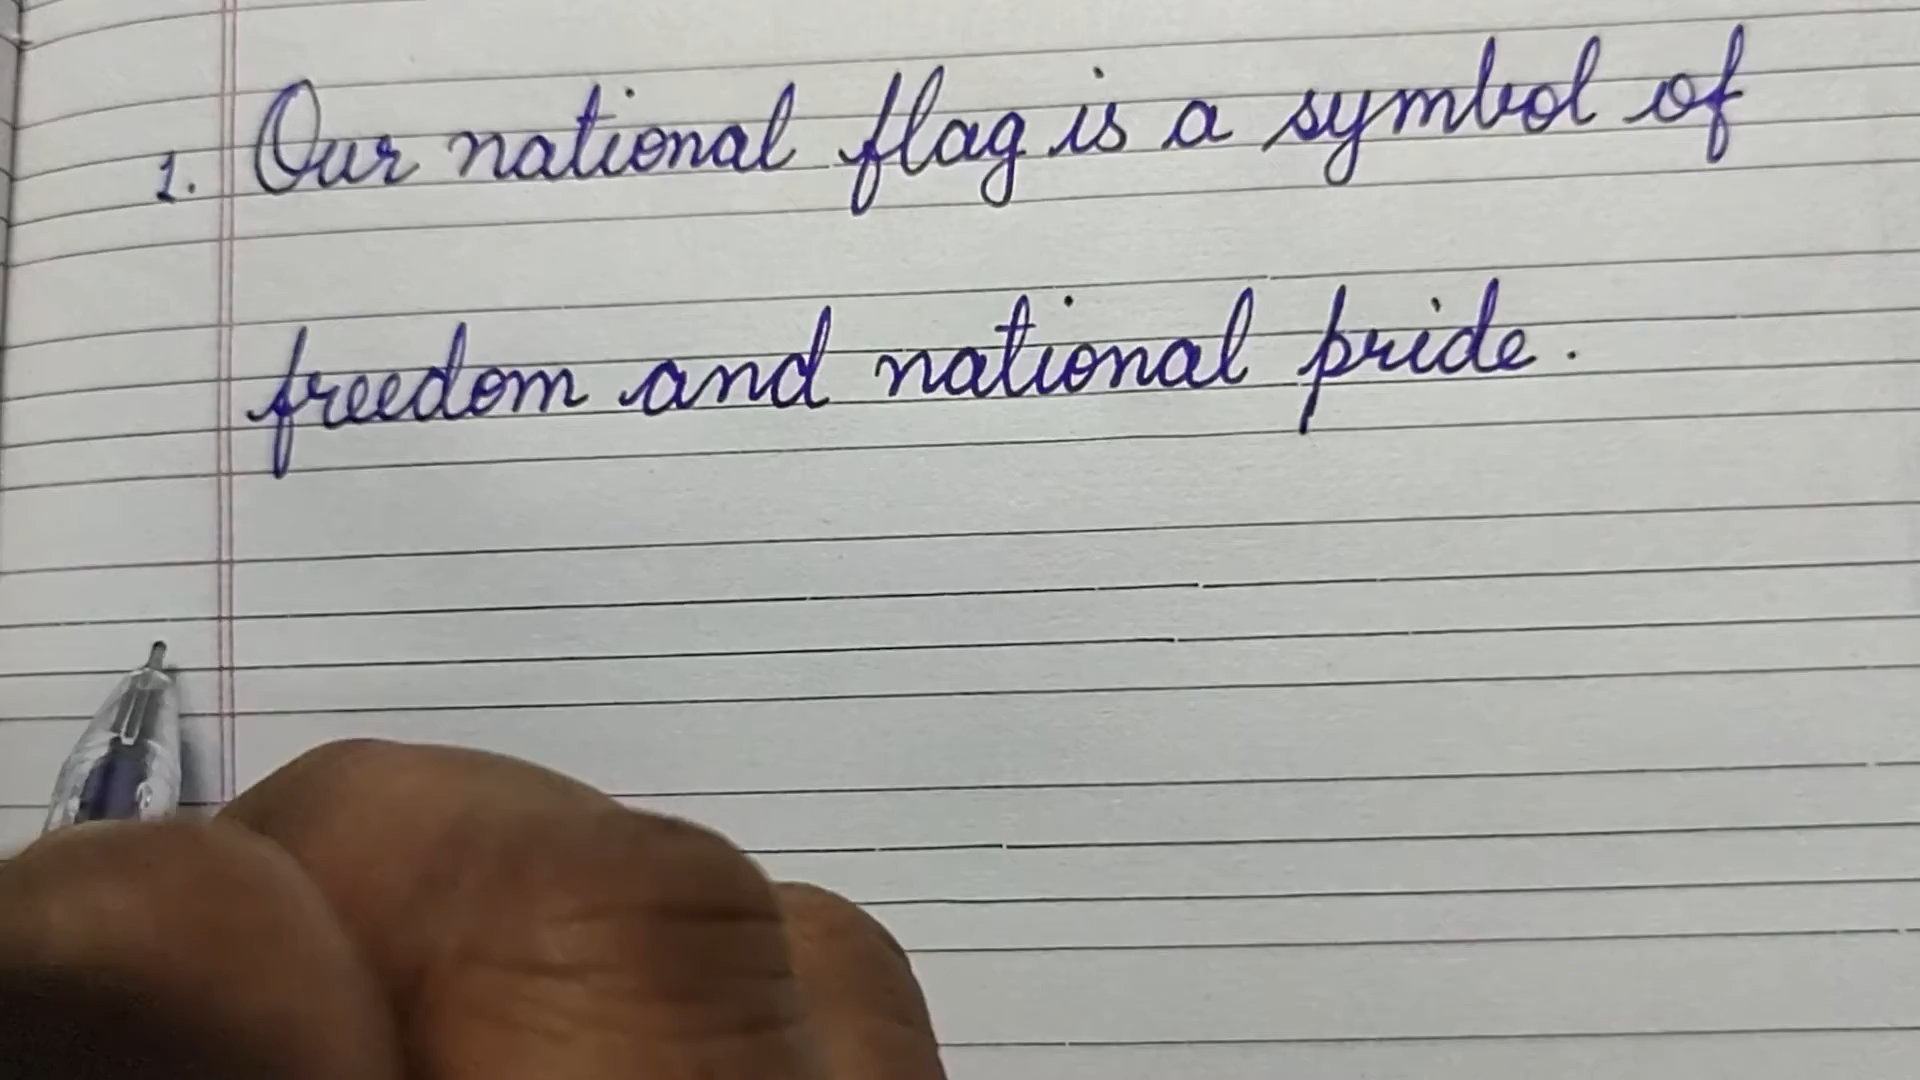 1. Our national flag is a symbol of
freedom and national pride.